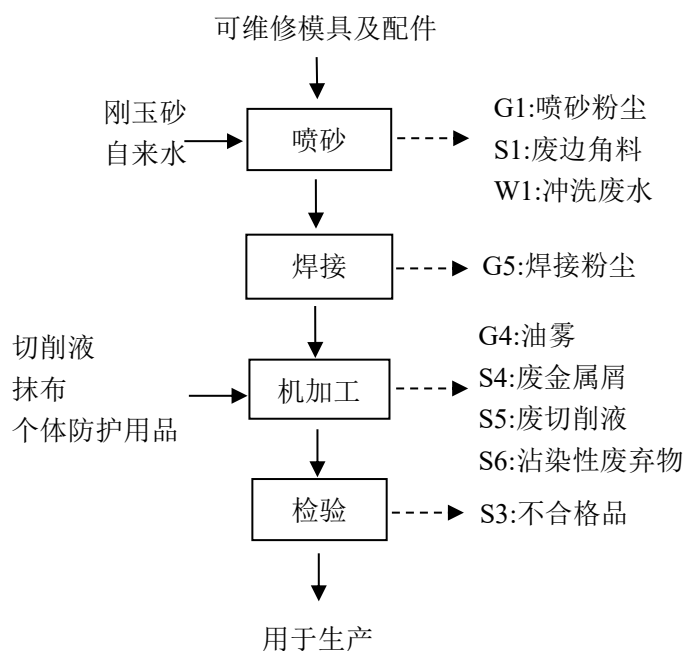 可维修模具及配件
刚玉砂
自来水
喷砂
G1:喷砂粉尘
S1:废边角料
W1:冲洗废水
焊接
G5:焊接粉尘
切削液
抹布
个体防护用品
机加工
G4:油雾
S4:废金属屑
S5:废切削液
S6:沾染性废弃物
检验
S3:不合格品
用于生产